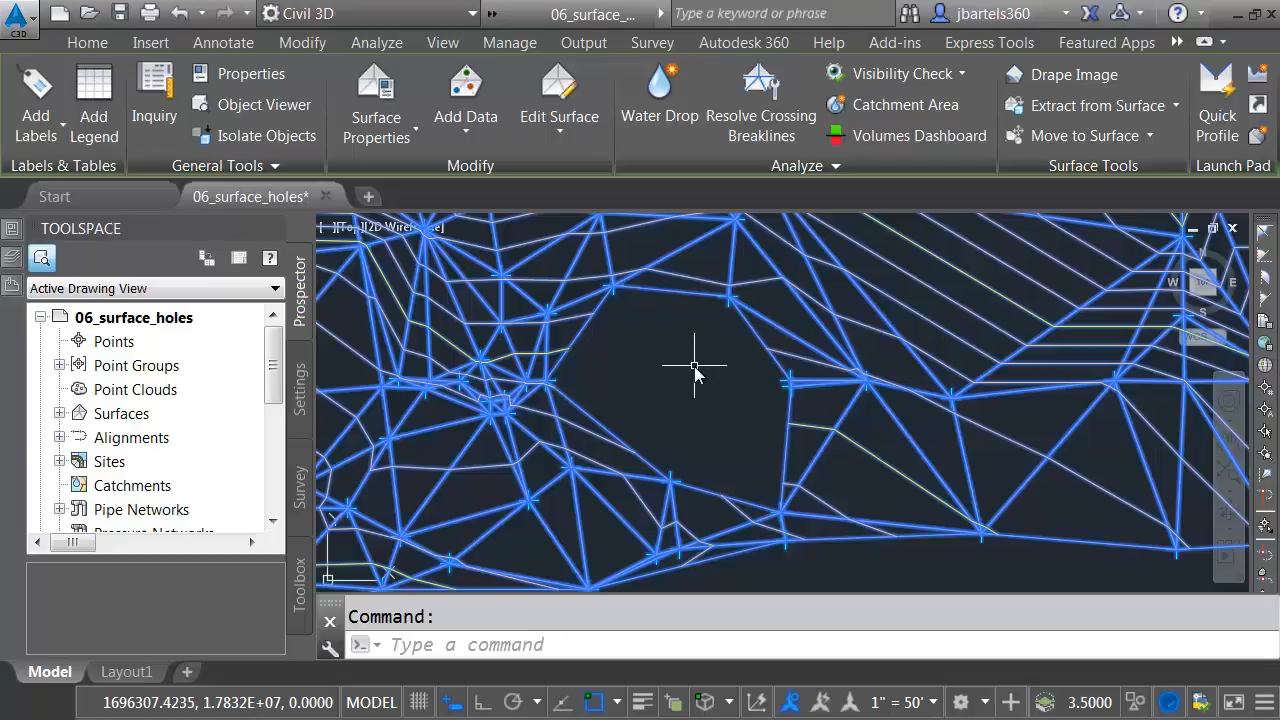 C3D
Civil 3D
06_surface_...
Type a keyword or phrase
jbartels360
Home Insert Annotate Modify Analyze View Manage Output Survey Autodesk 360 Help Add-ins Express Tools Featured Apps
Add Labels
Add Legend
Labels & Tables
Inquiry
Properties
Object Viewer
Isolate Objects
General Tools
Surface Properties
Add Data
Edit Surface
Modify
Water Drop
Resolve Crossing Breaklines
Visibility Check
Catchment Area
Volumes Dashboard
Analyze
Drape Image
Extract from Surface
Move to Surface
Surface Tools
Quick Profile
Launch Pad
Start
06_surface_holes*
TOOLSPACE
Active Drawing View
06_surface_holes
Points
Point Groups
Point Clouds
Surfaces
Alignments
Sites
Catchments
Pipe Networks
Prospector
Settings
Survey
Toolbox
W
E
S
Command:
Type a command
Model
Layout1
1696307.4235, 1.7832E+07, 0.0000
MODEL
1" = 50'
3.5000